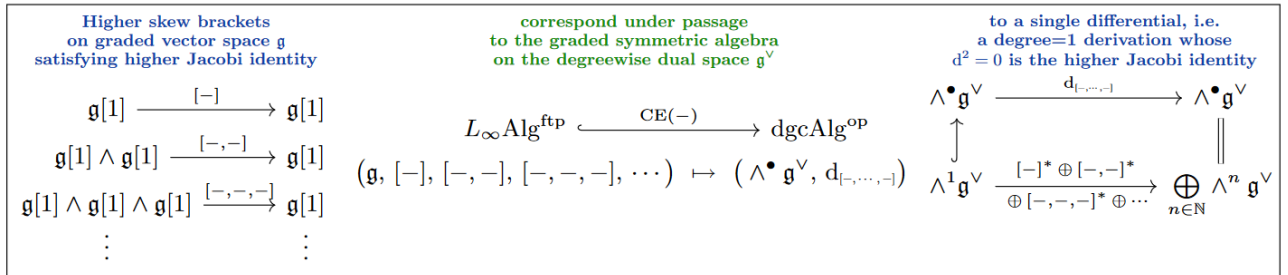 Higher skew brackets
on graded vector space 𝔤
satisfying higher Jacobi identity
𝔤[1] [−] 𝔤[1]
𝔤[1] ∧ 𝔤[1] [−,−] 𝔤[1]
𝔤[1] ∧ 𝔤[1] ∧ 𝔤[1] [−,−,−] 𝔤[1]
⋮ ⋮
correspond under passage
to the graded symmetric algebra
on the degreewise dual space 𝔤^∨
L_∞Alg^ftp CE(−) dgcAlg^op
(𝔤, [−], [−,−], [−,−,−], ⋯) ↦ (∧^• 𝔤^∨, d_[−,⋯,−])
to a single differential, i.e.
a degree=1 derivation whose
d² = 0 is the higher Jacobi identity
∧^•𝔤^∨ d_[−,⋯,−] ∧^•𝔤^∨
∧^1𝔤^∨ [−]* ⊕ [−,−]* ⊕ [−,−,−]* ⊕ ⋯ ⊕_{n∈ℕ} ∧^n 𝔤^∨